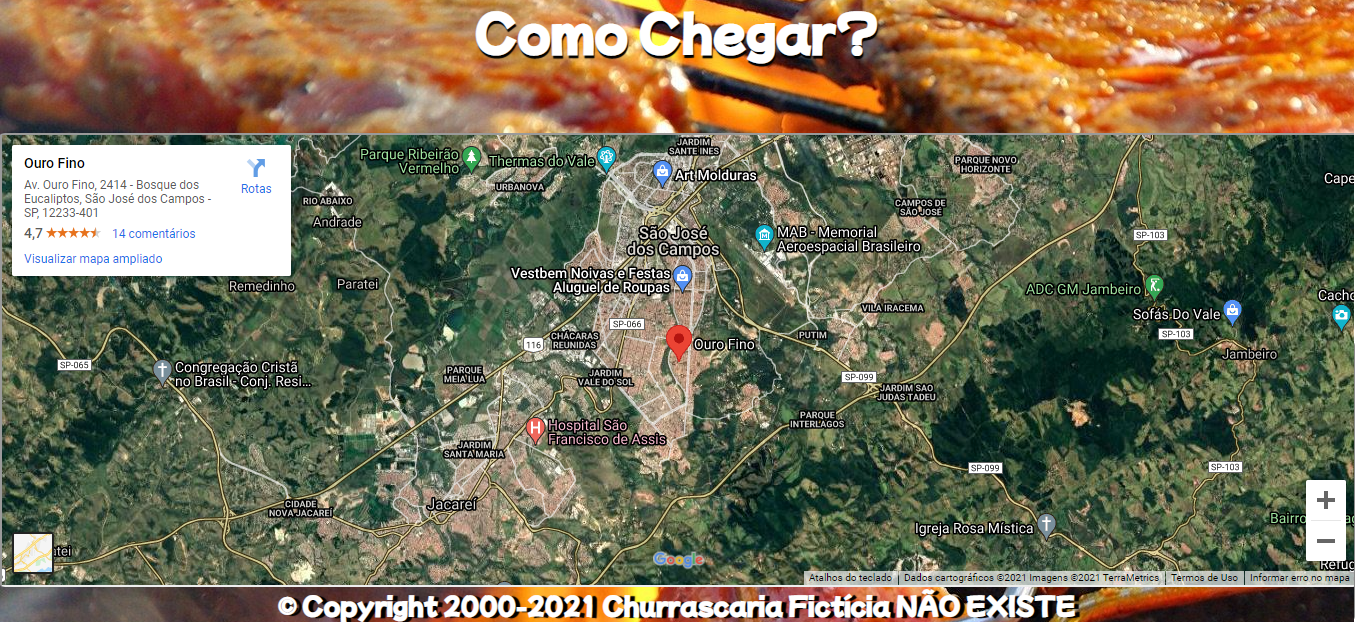 Como Chegar?
Ouro Fino
Av. Ouro Fino, 2414 - Bosque dos
Eucaliptos, São José dos Campos -
SP, 12233-401
Rotas
4,7
14 comentários
Visualizar mapa ampliado
Parque Ribeirão
Vermelho
Thermas do Vale
JARDIM
SANTE INES
Art Molduras
PARQUE NOVO
HORIZONTE
URBANOVA
RIO ABAIXO
Andrade
CAMPOS DE
SÃO JOSÉ
São José
dos Campos
MAB - Memorial
Aeroespacial Brasileiro
SP-103
Vestbem Noivas e Festas
Aluguel de Roupas
Remedinho
Paratei
ADC GM Jambeiro
VILA IRACEMA
Sofás Do Vale
SP-066
SP-103
CHÁCARAS
REUNIDAS
116
Ouro Fino
PUTIM
Jambeiro
SP-065
Congregação Cristã
no Brasil - Conj. Resi...
PARQUE
MEIA LUA
JARDIM
VALE DO SOL
SP-099
JARDIM SAO
JUDAS TADEU
PARQUE
INTERLAGOS
Hospital São
Francisco de Assis
JARDIM
SANTA MARIA
SP-099
SP-103
Jacareí
CIDADE
NOVA JACAREÍ
Igreja Rosa Mística
Bairro
Google
Atalhos do teclado
Dados cartográficos ©2021 Imagens ©2021 TerraMetrics
Termos de Uso
Informar erro no mapa
© Copyright 2000-2021 Churrascaria Fictícia NÃO EXISTE